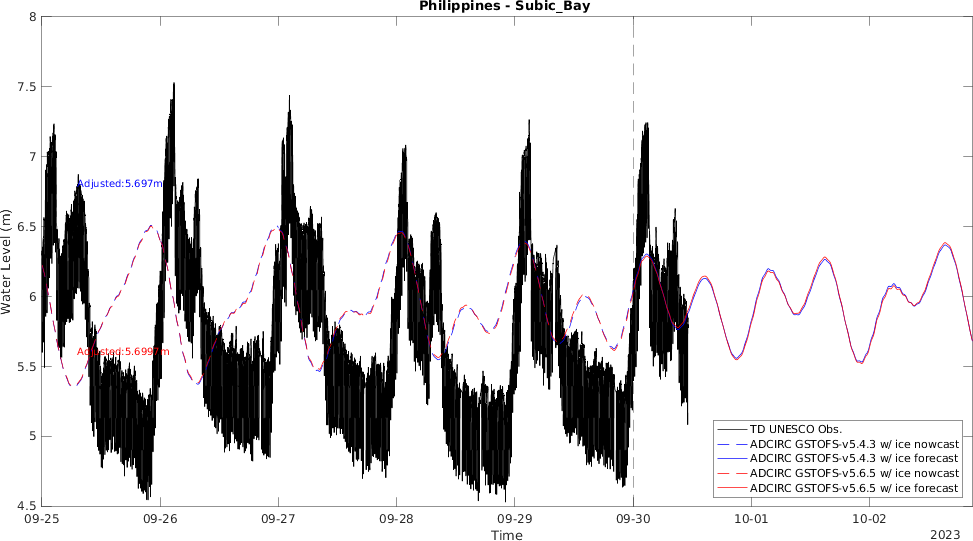 Philippines - Subic_Bay
8
7.5
7
6.5
6
5.5
5
4.5
Water Level (m)
Adjusted:5.697m
Adjusted:5.6997m
TD UNESCO Obs.
ADCIRC GSTOFS-v5.4.3 w/ ice nowcast
ADCIRC GSTOFS-v5.4.3 w/ ice forecast
ADCIRC GSTOFS-v5.6.5 w/ ice nowcast
ADCIRC GSTOFS-v5.6.5 w/ ice forecast
09-25 09-26 09-27 09-28 09-29 09-30 10-01 10-02
Time
2023